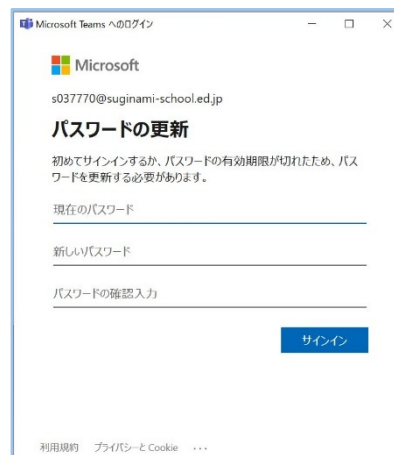 Microsoft Teams へのログイン
Microsoft
s037770@suginami-school.ed.jp
パスワードの更新
初めてサインインするか、パスワードの有効期限が切れたため、パス
ワードを更新する必要があります。
現在のパスワード
新しいパスワード
パスワードの確認入力
サインイン
利用規約 プライバシーと Cookie ...